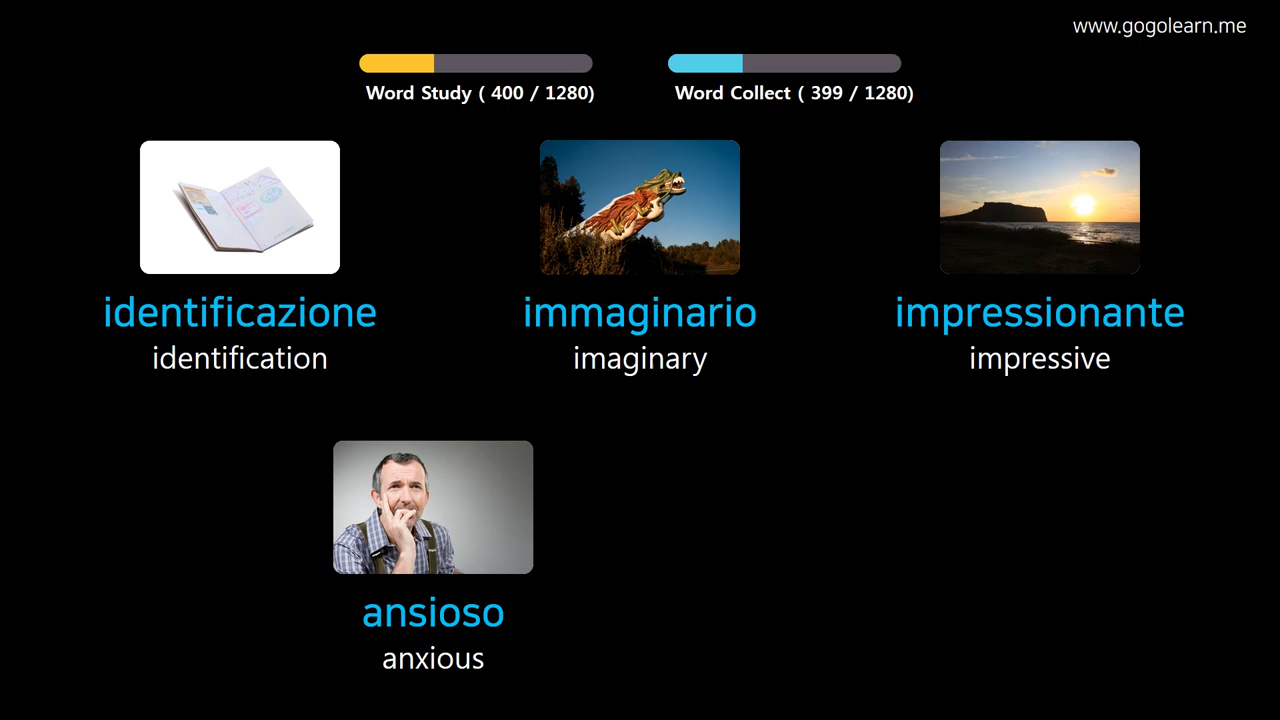 www.gogolearn.me
Word Study ( 400 / 1280)
Word Collect ( 399 / 1280)
identificazione
identification
immaginario
imaginary
impressionante
impressive
ansioso
anxious